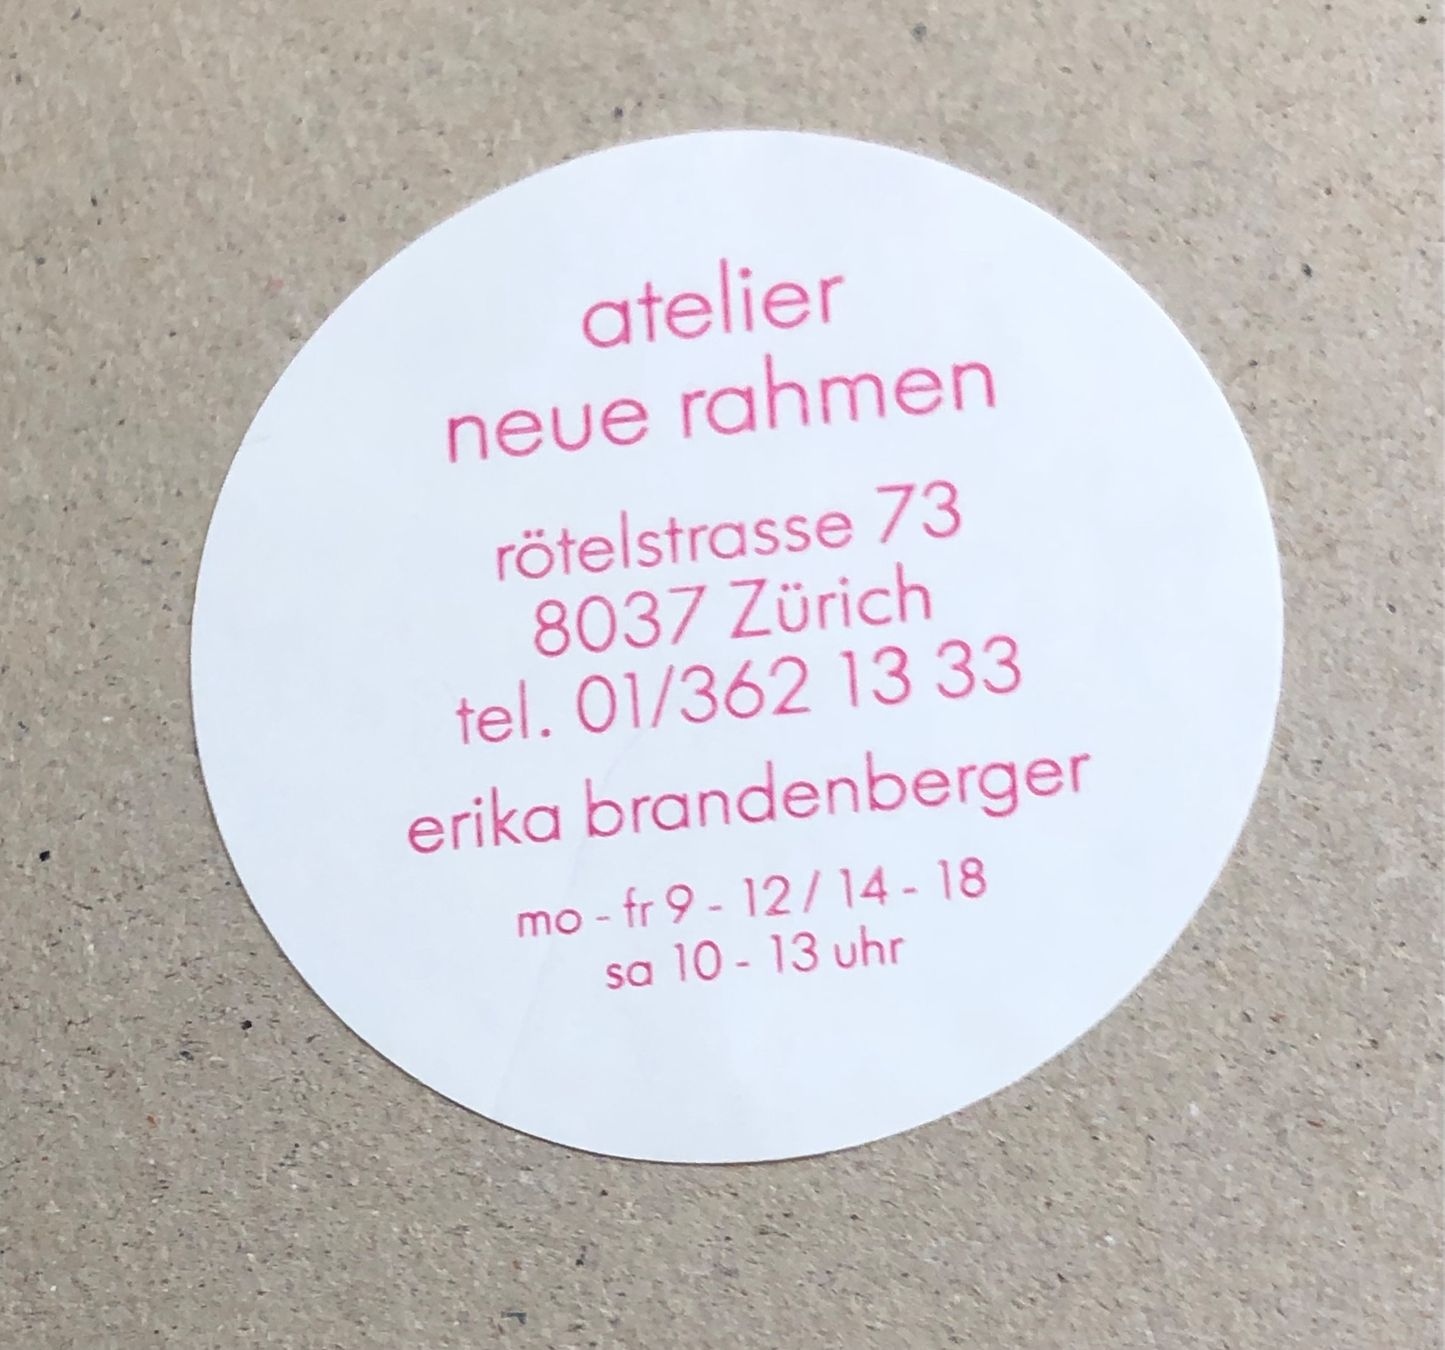 atelier
neue rahmen
rötelstrasse 73
8037 Zürich
tel. 01/362 13 33
erika brandenberger
mo - fr 9 - 12 / 14 - 18
sa 10 - 13 uhr